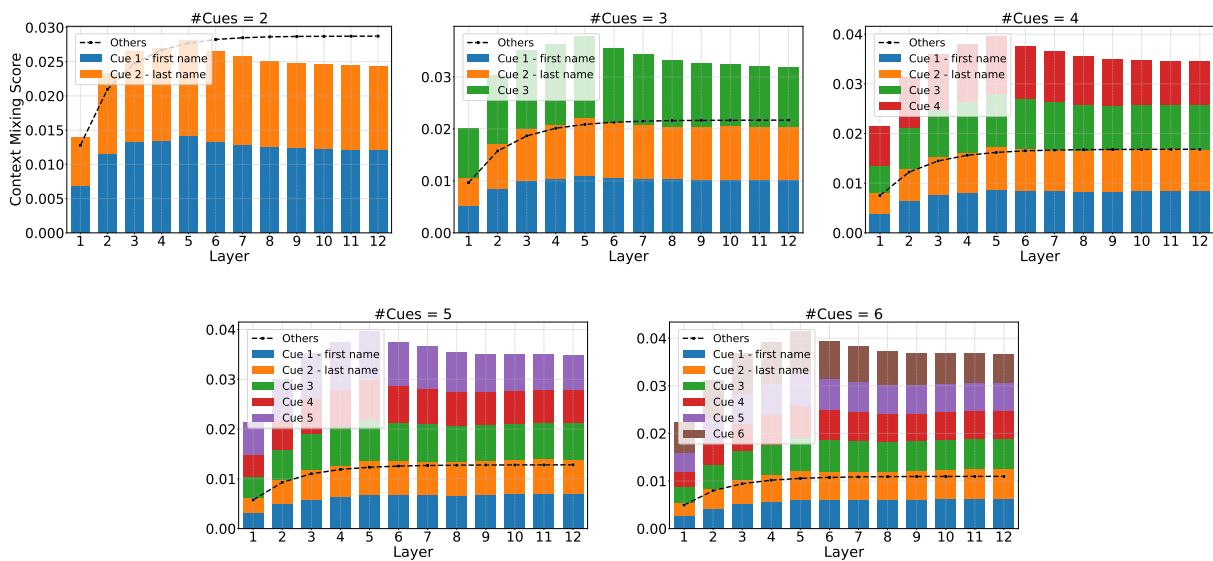 #Cues = 2
Context Mixing Score
0.030
0.025
0.020
0.015
0.010
0.005
0.000
Others
Cue 1 - first name
Cue 2 - last name
1 2 3 4 5 6 7 8 9 10 11 12
Layer
#Cues = 3
0.03
0.02
0.01
0.00
Others
Cue 1 - first name
Cue 2 - last name
Cue 3
1 2 3 4 5 6 7 8 9 10 11 12
Layer
#Cues = 4
0.04
0.03
0.02
0.01
0.00
Others
Cue 1 - first name
Cue 2 - last name
Cue 3
Cue 4
1 2 3 4 5 6 7 8 9 10 11 12
Layer
#Cues = 5
0.04
0.03
0.02
0.01
0.00
Others
Cue 1 - first name
Cue 2 - last name
Cue 3
Cue 4
Cue 5
1 2 3 4 5 6 7 8 9 10 11 12
Layer
#Cues = 6
0.04
0.03
0.02
0.01
0.00
Others
Cue 1 - first name
Cue 2 - last name
Cue 3
Cue 4
Cue 5
Cue 6
1 2 3 4 5 6 7 8 9 10 11 12
Layer